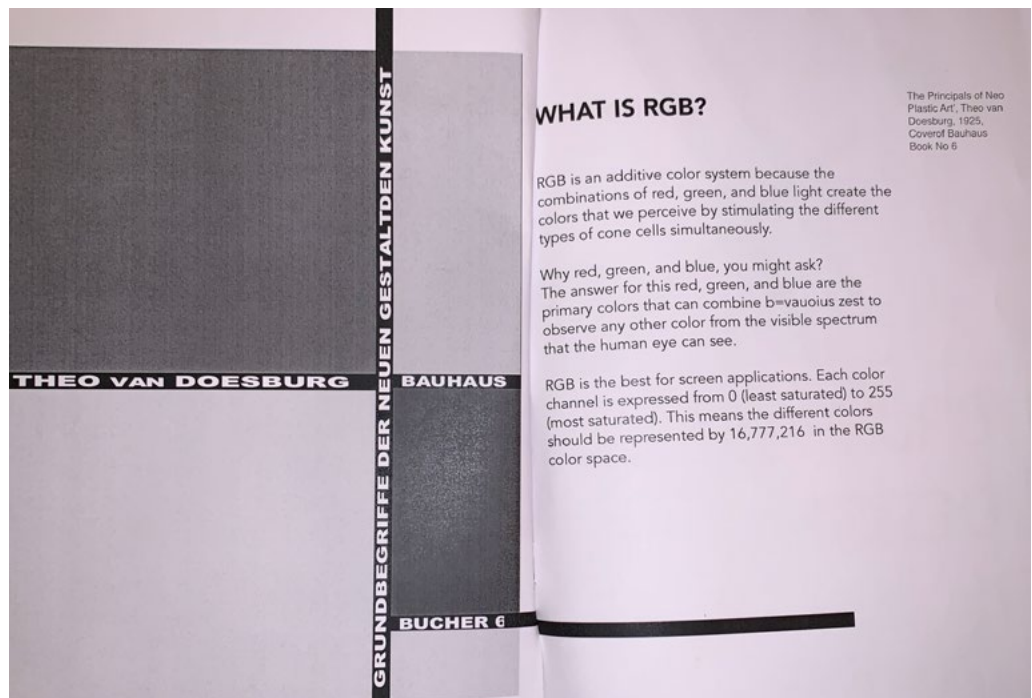 GRUNDBEGRIFFE DER NEUEN GESTALTDEN KUNST
THEO VAN DOESBURG
BAUHAUS
BUCHER 6
WHAT IS RGB?
RGB is an additive color system because the
combinations of red, green, and blue light create the
colors that we perceive by stimulating the different
types of cone cells simultaneously.
Why red, green, and blue, you might ask?
The answer for this red, green, and blue are the
primary colors that can combine b=vauoius zest to
observe any other color from the visible spectrum
that the human eye can see.
RGB is the best for screen applications. Each color
channel is expressed from 0 (least saturated) to 255
(most saturated). This means the different colors
should be represented by 16,777,216 in the RGB
color space.
The Principals of Neo
Plastic Art', Theo van
Doesburg, 1925,
Coverof Bauhaus
Book No 6